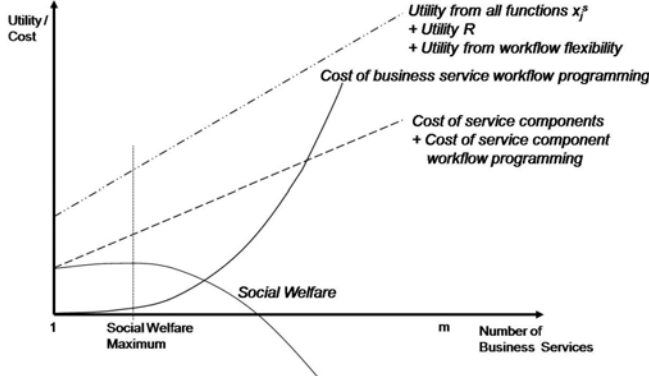 Utility /
Cost
Utility from all functions xⱼˢ
+ Utility R
+ Utility from workflow flexibility
Cost of business service workflow programming
Cost of service components
+ Cost of service component
workflow programming
Social Welfare
1
Social Welfare
Maximum
m
Number of
Business Services